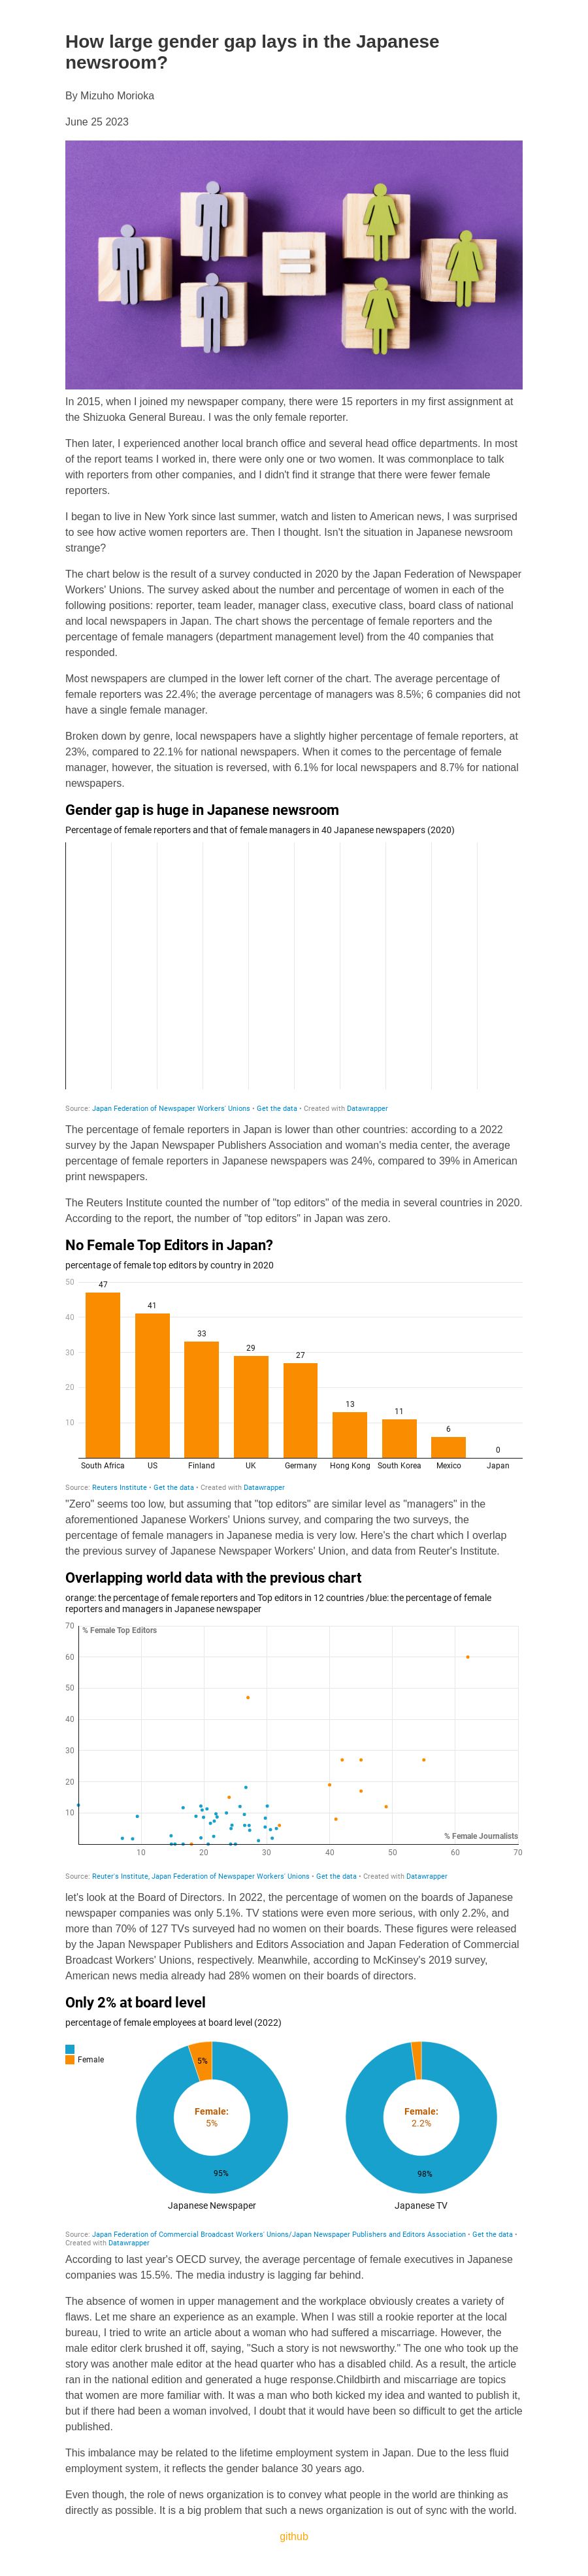 How large gender gap lays in the Japanese
newsroom?
By Mizuho Morioka
June 25 2023
In 2015, when I joined my newspaper company, there were 15 reporters in my first assignment at
the Shizuoka General Bureau. I was the only female reporter.
Then later, I experienced another local branch office and several head office departments. In most
of the report teams I worked in, there were only one or two women. It was commonplace to talk
with reporters from other companies, and I didn't find it strange that there were fewer female
reporters.
I began to live in New York since last summer, watch and listen to American news, I was surprised
to see how active women reporters are. Then I thought. Isn't the situation in Japanese newsroom
strange?
The chart below is the result of a survey conducted in 2020 by the Japan Federation of Newspaper
Workers' Unions. The survey asked about the number and percentage of women in each of the
following positions: reporter, team leader, manager class, executive class, board class of national
and local newspapers in Japan. The chart shows the percentage of female reporters and the
percentage of female managers (department management level) from the 40 companies that
responded.
Most newspapers are clumped in the lower left corner of the chart. The average percentage of
female reporters was 22.4%; the average percentage of managers was 8.5%; 6 companies did not
have a single female manager.
Broken down by genre, local newspapers have a slightly higher percentage of female reporters, at
23%, compared to 22.1% for national newspapers. When it comes to the percentage of female
manager, however, the situation is reversed, with 6.1% for local newspapers and 8.7% for national
newspapers.
Gender gap is huge in Japanese newsroom
Percentage of female reporters and that of female managers in 40 Japanese newspapers (2020)
Source: Japan Federation of Newspaper Workers' Unions • Get the data • Created with Datawrapper
The percentage of female reporters in Japan is lower than other countries: according to a 2022
survey by the Japan Newspaper Publishers Association and woman's media center, the average
percentage of female reporters in Japanese newspapers was 24%, compared to 39% in American
print newspapers.
The Reuters Institute counted the number of "top editors" of the media in several countries in 2020.
According to the report, the number of "top editors" in Japan was zero.
No Female Top Editors in Japan?
percentage of female top editors by country in 2020
50
40
30
20
10
47
41
33
29
27
13
11
6
0
South Africa US Finland UK Germany Hong Kong South Korea Mexico Japan
Source: Reuters Institute • Get the data • Created with Datawrapper
"Zero" seems too low, but assuming that "top editors" are similar level as "managers" in the
aforementioned Japanese Workers' Unions survey, and comparing the two surveys, the
percentage of female managers in Japanese media is very low. Here's the chart which I overlap
the previous survey of Japanese Newspaper Workers' Union, and data from Reuter's Institute.
Overlapping world data with the previous chart
orange: the percentage of female reporters and Top editors in 12 countries /blue: the percentage of female
reporters and managers in Japanese newspaper
70
% Female Top Editors
60
50
40
30
20
10
% Female Journalists
10 20 30 40 50 60 70
Source: Reuter's Institute, Japan Federation of Newspaper Workers' Unions • Get the data • Created with Datawrapper
let's look at the Board of Directors. In 2022, the percentage of women on the boards of Japanese
newspaper companies was only 5.1%. TV stations were even more serious, with only 2.2%, and
more than 70% of 127 TVs surveyed had no women on their boards. These figures were released
by the Japan Newspaper Publishers and Editors Association and Japan Federation of Commercial
Broadcast Workers' Unions, respectively. Meanwhile, according to McKinsey's 2019 survey,
American news media already had 28% women on their boards of directors.
Only 2% at board level
percentage of female employees at board level (2022)
Female
5%
Female:
5%
95%
Japanese Newspaper
Female:
2.2%
98%
Japanese TV
Source: Japan Federation of Commercial Broadcast Workers' Unions/Japan Newspaper Publishers and Editors Association • Get the data •
Created with Datawrapper
According to last year's OECD survey, the average percentage of female executives in Japanese
companies was 15.5%. The media industry is lagging far behind.
The absence of women in upper management and the workplace obviously creates a variety of
flaws. Let me share an experience as an example. When I was still a rookie reporter at the local
bureau, I tried to write an article about a woman who had suffered a miscarriage. However, the
male editor clerk brushed it off, saying, "Such a story is not newsworthy." The one who took up the
story was another male editor at the head quarter who has a disabled child. As a result, the article
ran in the national edition and generated a huge response.Childbirth and miscarriage are topics
that women are more familiar with. It was a man who both kicked my idea and wanted to publish it,
but if there had been a woman involved, I doubt that it would have been so difficult to get the article
published.
This imbalance may be related to the lifetime employment system in Japan. Due to the less fluid
employment system, it reflects the gender balance 30 years ago.
Even though, the role of news organization is to convey what people in the world are thinking as
directly as possible. It is a big problem that such a news organization is out of sync with the world.
github